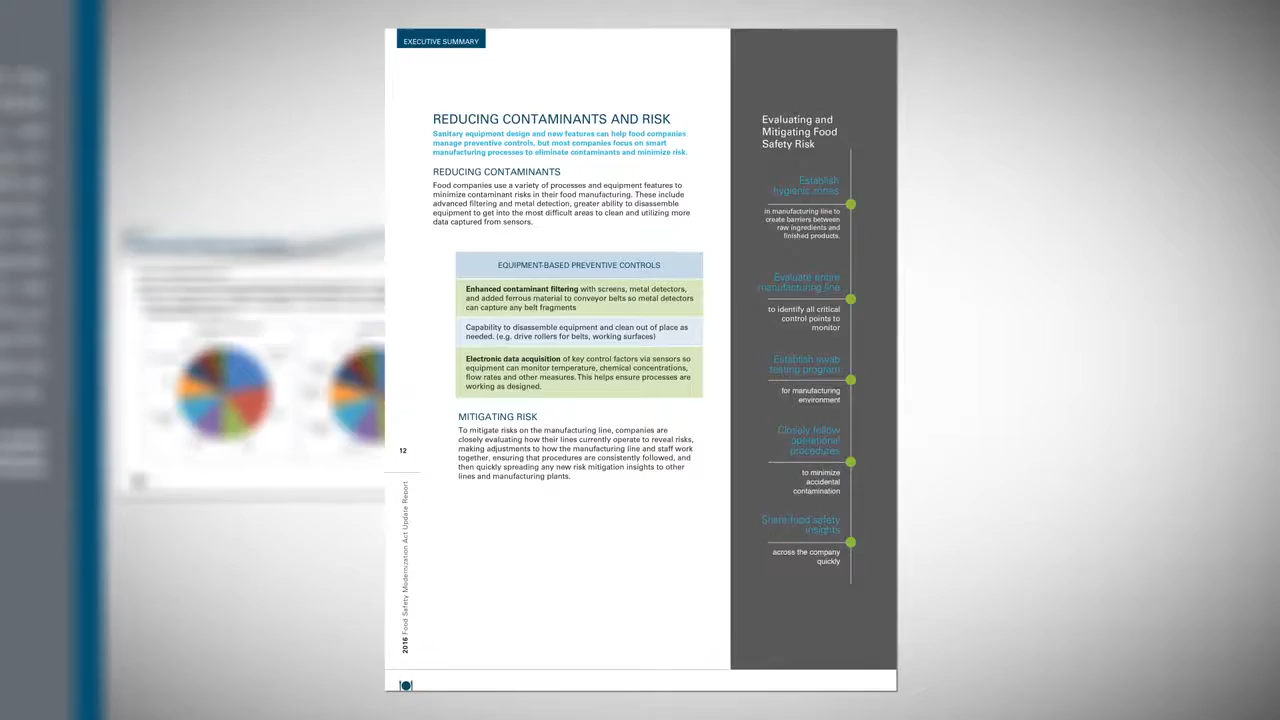 EXECUTIVE SUMMARY
REDUCING CONTAMINANTS AND RISK
Sanitary equipment design and new features can help food companies
manage preventive controls, but most companies focus on smart
manufacturing processes to eliminate contaminants and minimize risk.
REDUCING CONTAMINANTS
Food companies use a variety of processes and equipment features to
minimize contaminant risks in their food manufacturing. These include
advanced filtering and metal detection, greater ability to disassemble
equipment to get into the most difficult areas to clean and utilizing more
data captured from sensors.
EQUIPMENT-BASED PREVENTIVE CONTROLS
Enhanced contaminant filtering with screens, metal detectors,
and added ferrous material to conveyor belts so metal detectors
can capture any belt fragments
Capability to disassemble equipment and clean out of place as
needed. (e.g. drive rollers for belts, working surfaces)
Electronic data acquisition of key control factors via sensors so
equipment can monitor temperature, chemical concentrations,
flow rates and other measures. This helps ensure processes are
working as designed.
MITIGATING RISK
To mitigate risks on the manufacturing line, companies are
closely evaluating how their lines currently operate to reveal risks,
making adjustments to how the manufacturing line and staff work
together, ensuring that procedures are consistently followed, and
then quickly spreading any new risk mitigation insights to other
lines and manufacturing plants.
12
2016 Food Safety Modernization Act Update Report
Evaluating and
Mitigating Food
Safety Risk
Establish
hygienic zones
in manufacturing line to
create barriers between
raw ingredients and
finished products.
Evaluate entire
manufacturing line
to identify all critical
control points to
monitor
Establish swab
testing program
for manufacturing
environment
Closely follow
operational
procedures
to minimize
accidental
contamination
Share food safety
insights
across the company
quickly